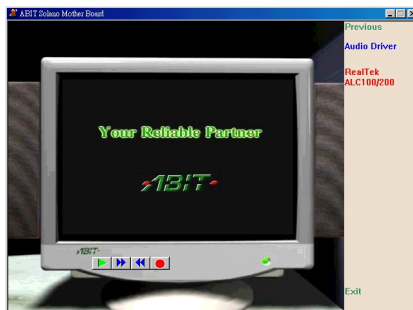 ABIT Solano Mother Board
Previous
Audio Driver
RealTek
ALC100/200
Your Reliable Partner
ABIT
ABIT
Exit